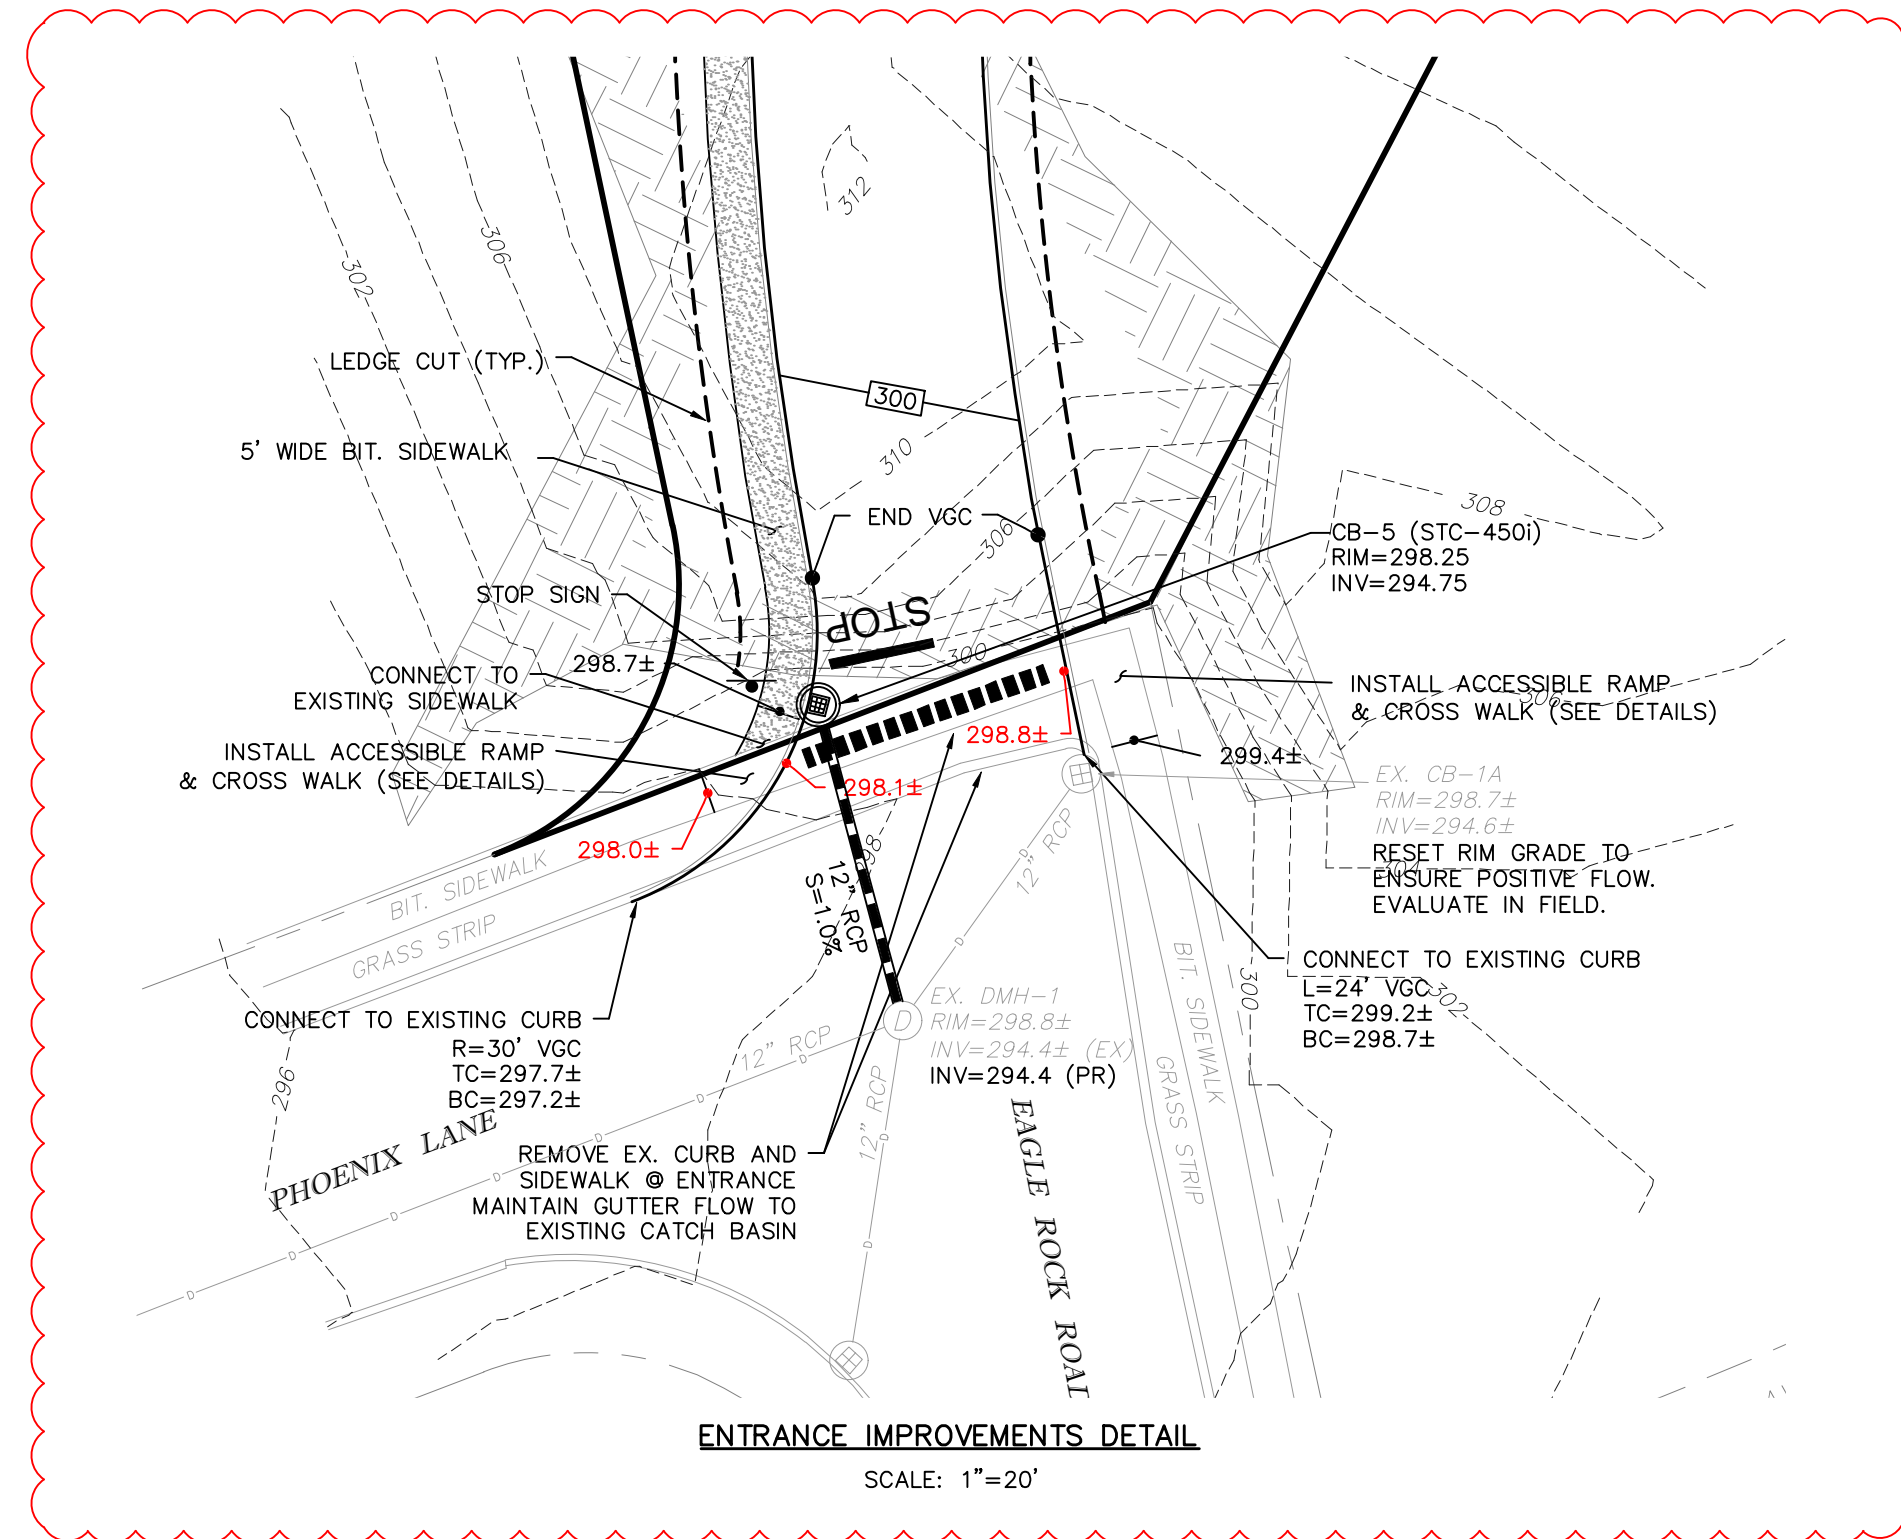 312
306
302
LEDGE CUT (TYP.)
300
5' WIDE BIT. SIDEWALK
310
308
END VGC
306
CB-5 (STC-450i)
RIM=298.25
INV=294.75
STOP SIGN
STOP
300
298.7±
CONNECT TO
EXISTING SIDEWALK
INSTALL ACCESSIBLE RAMP
& CROSS WALK (SEE DETAILS)
306
298.8±
299.4±
INSTALL ACCESSIBLE RAMP
& CROSS WALK (SEE DETAILS)
298.1±
298.0±
EX. CB-1A
RIM=298.7±
INV=294.6±
RESET RIM GRADE TO
ENSURE POSITIVE FLOW.
EVALUATE IN FIELD.
304
298
12" RCP
12" RCP
S=1.0%
BIT. SIDEWALK
GRASS STRIP
CONNECT TO EXISTING CURB
L=24' VGC
TC=299.2±
BC=298.7±
302
300
BIT. SIDEWALK
GRASS STRIP
EX. DMH-1
RIM=298.8±
INV=294.4± (EX)
INV=294.4 (PR)
D
12" RCP
12" RCP
CONNECT TO EXISTING CURB
R=30' VGC
TC=297.7±
BC=297.2±
296
PHOENIX LANE
EAGLE ROCK ROAD
REMOVE EX. CURB AND
SIDEWALK @ ENTRANCE
MAINTAIN GUTTER FLOW TO
EXISTING CATCH BASIN
D
D
D
D
D
D
D
D
D
D
ENTRANCE IMPROVEMENTS DETAIL
SCALE: 1"=20'